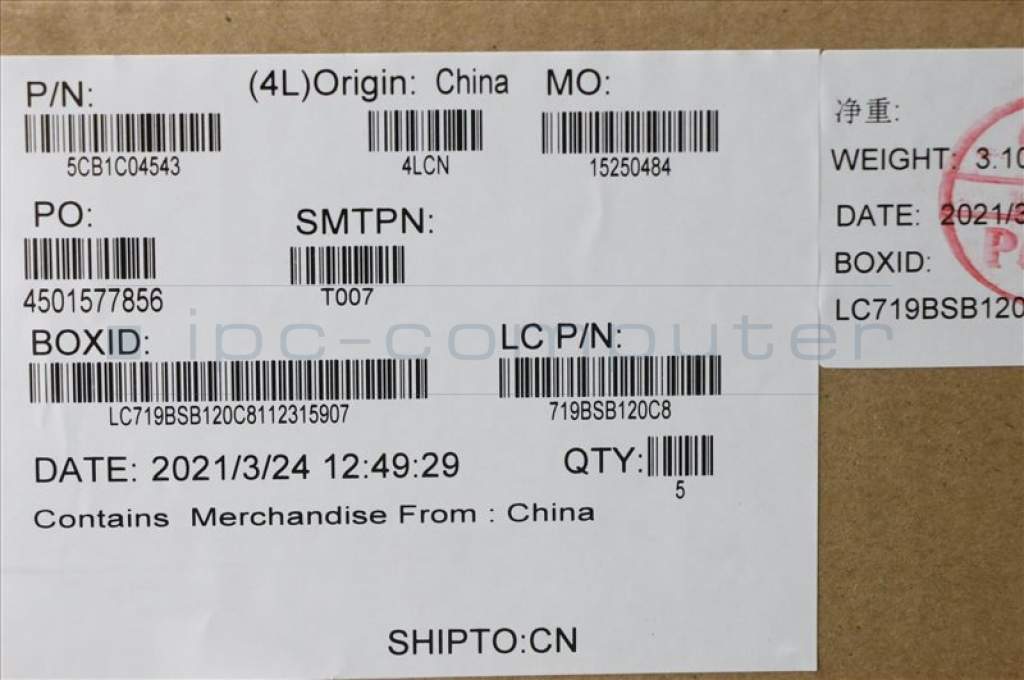 P/N:
5CB1C04543
(4L)Origin: China
4LCN
MO:
15250484
PO:
4501577856
SMTPN:
T007
BOXID:
LC719BSB120C8112315907
LC P/N:
719BSB120C8
DATE: 2021/3/24 12:49:29
QTY:
5
Contains Merchandise From : China
SHIPTO:CN
净重:
WEIGHT: 3.10
DATE: 2021/3
BOXID:
LC719BSB120
ipc-computer